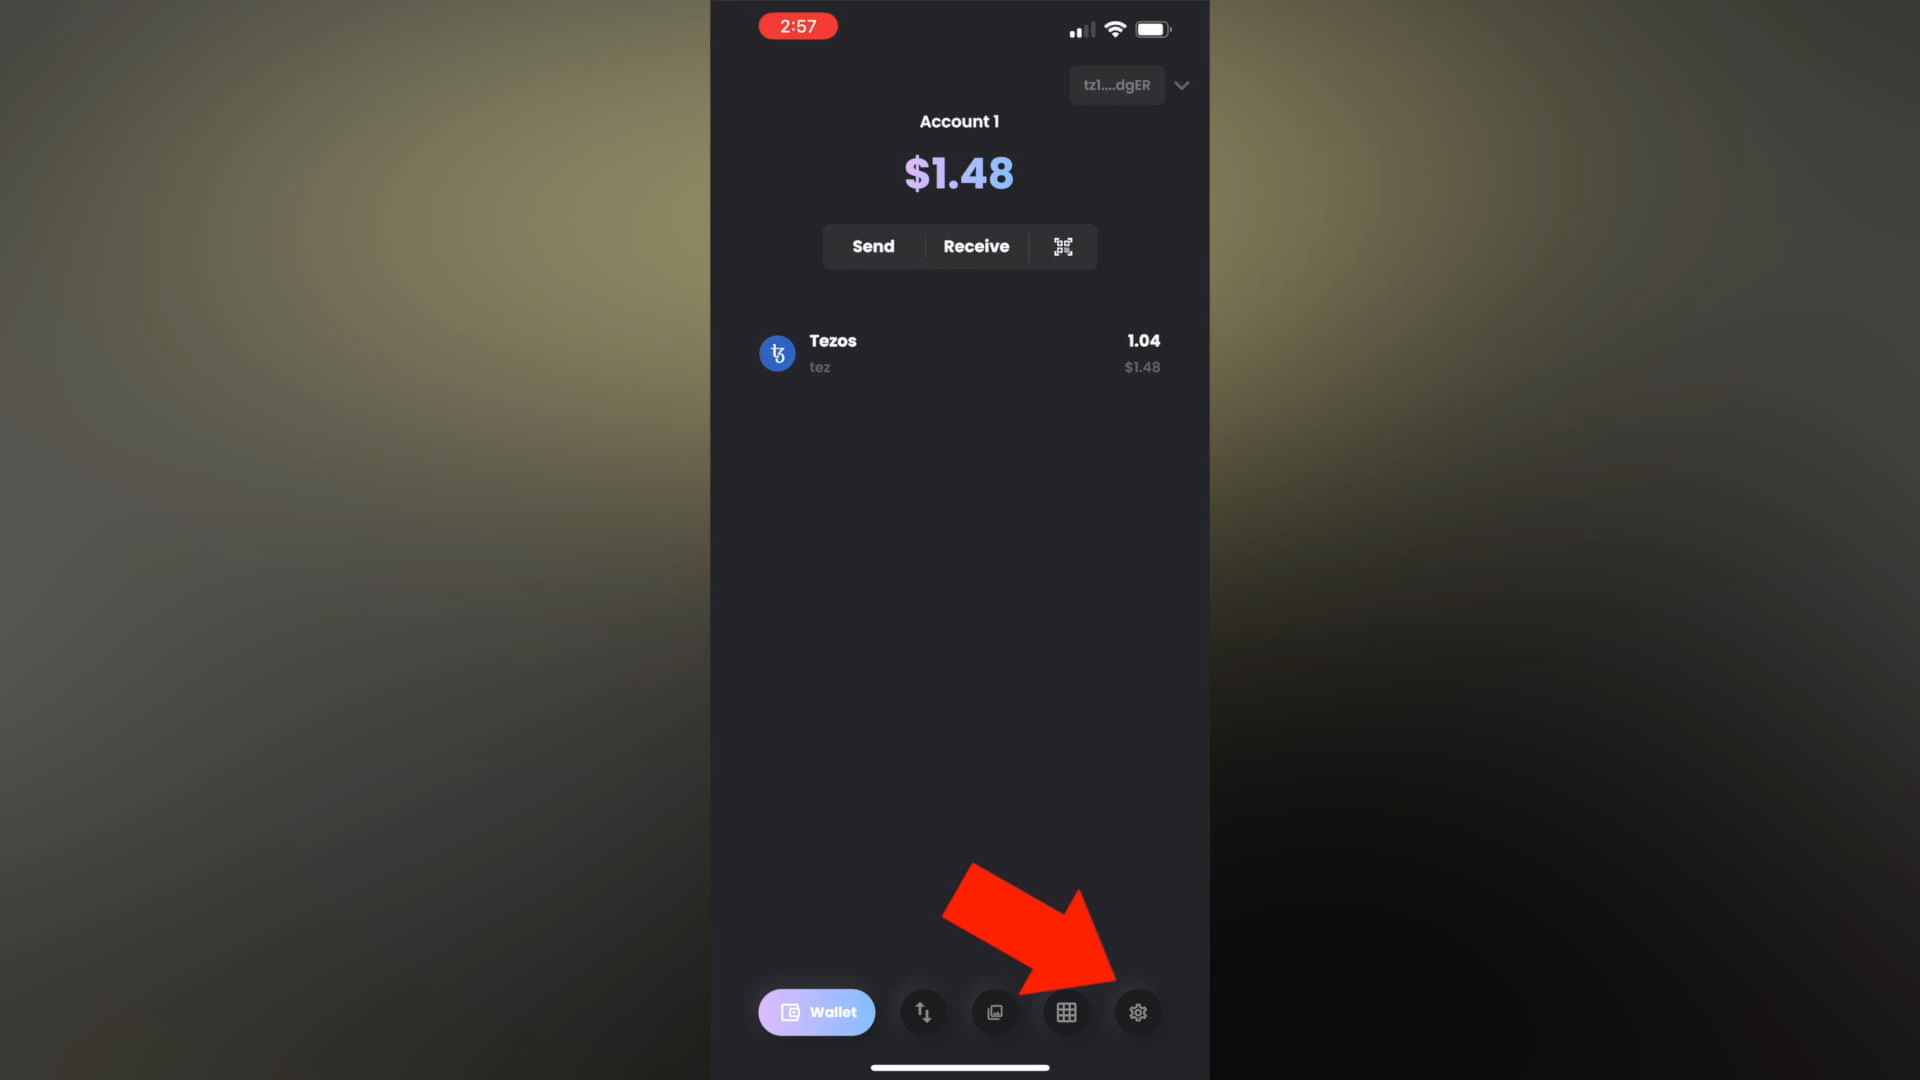 2:57
tz1....dgER
Account 1
$1.48
Send Receive
Tezos 1.04
tez $1.48
Wallet